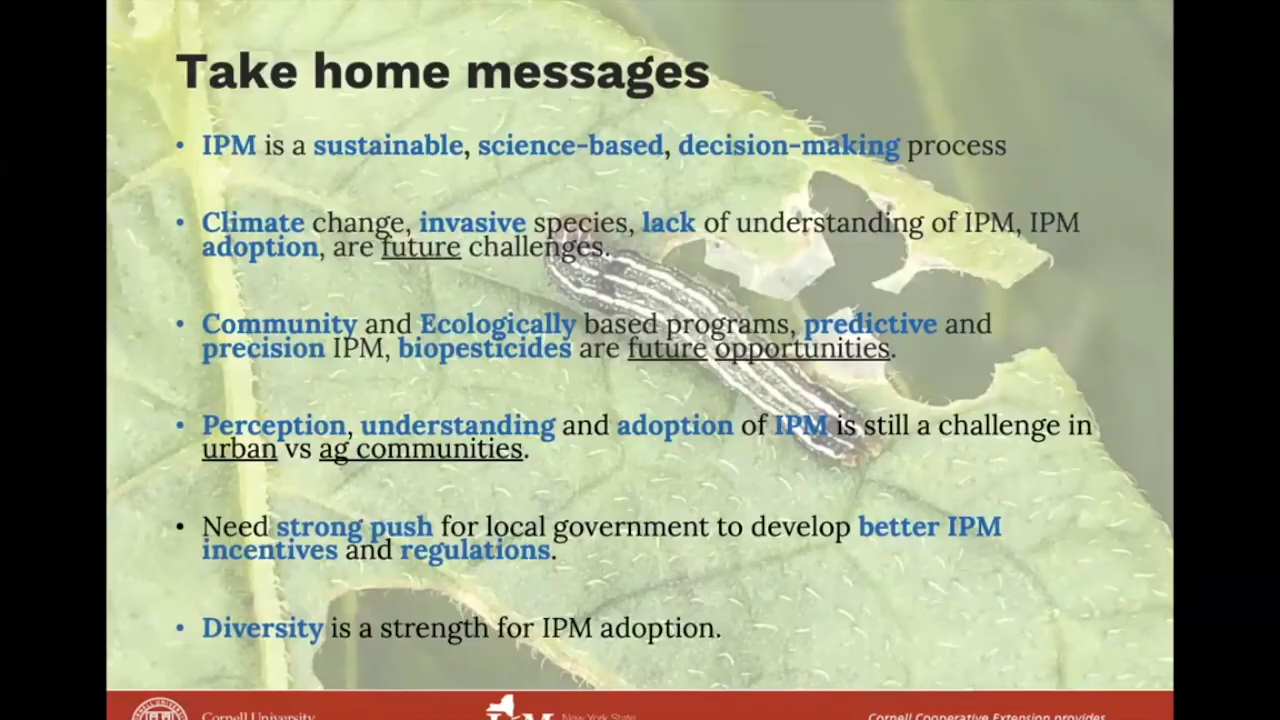 Take home messages
• IPM is a sustainable, science-based, decision-making process
• Climate change, invasive species, lack of understanding of IPM, IPM
adoption, are future challenges.
• Community and Ecologically based programs, predictive and
precision IPM, biopesticides are future opportunities.
• Perception, understanding and adoption of IPM is still a challenge in
urban vs ag communities.
• Need strong push for local government to develop better IPM
incentives and regulations.
• Diversity is a strength for IPM adoption.
Cornell University
New York State
Cornell Cooperative Extension provides